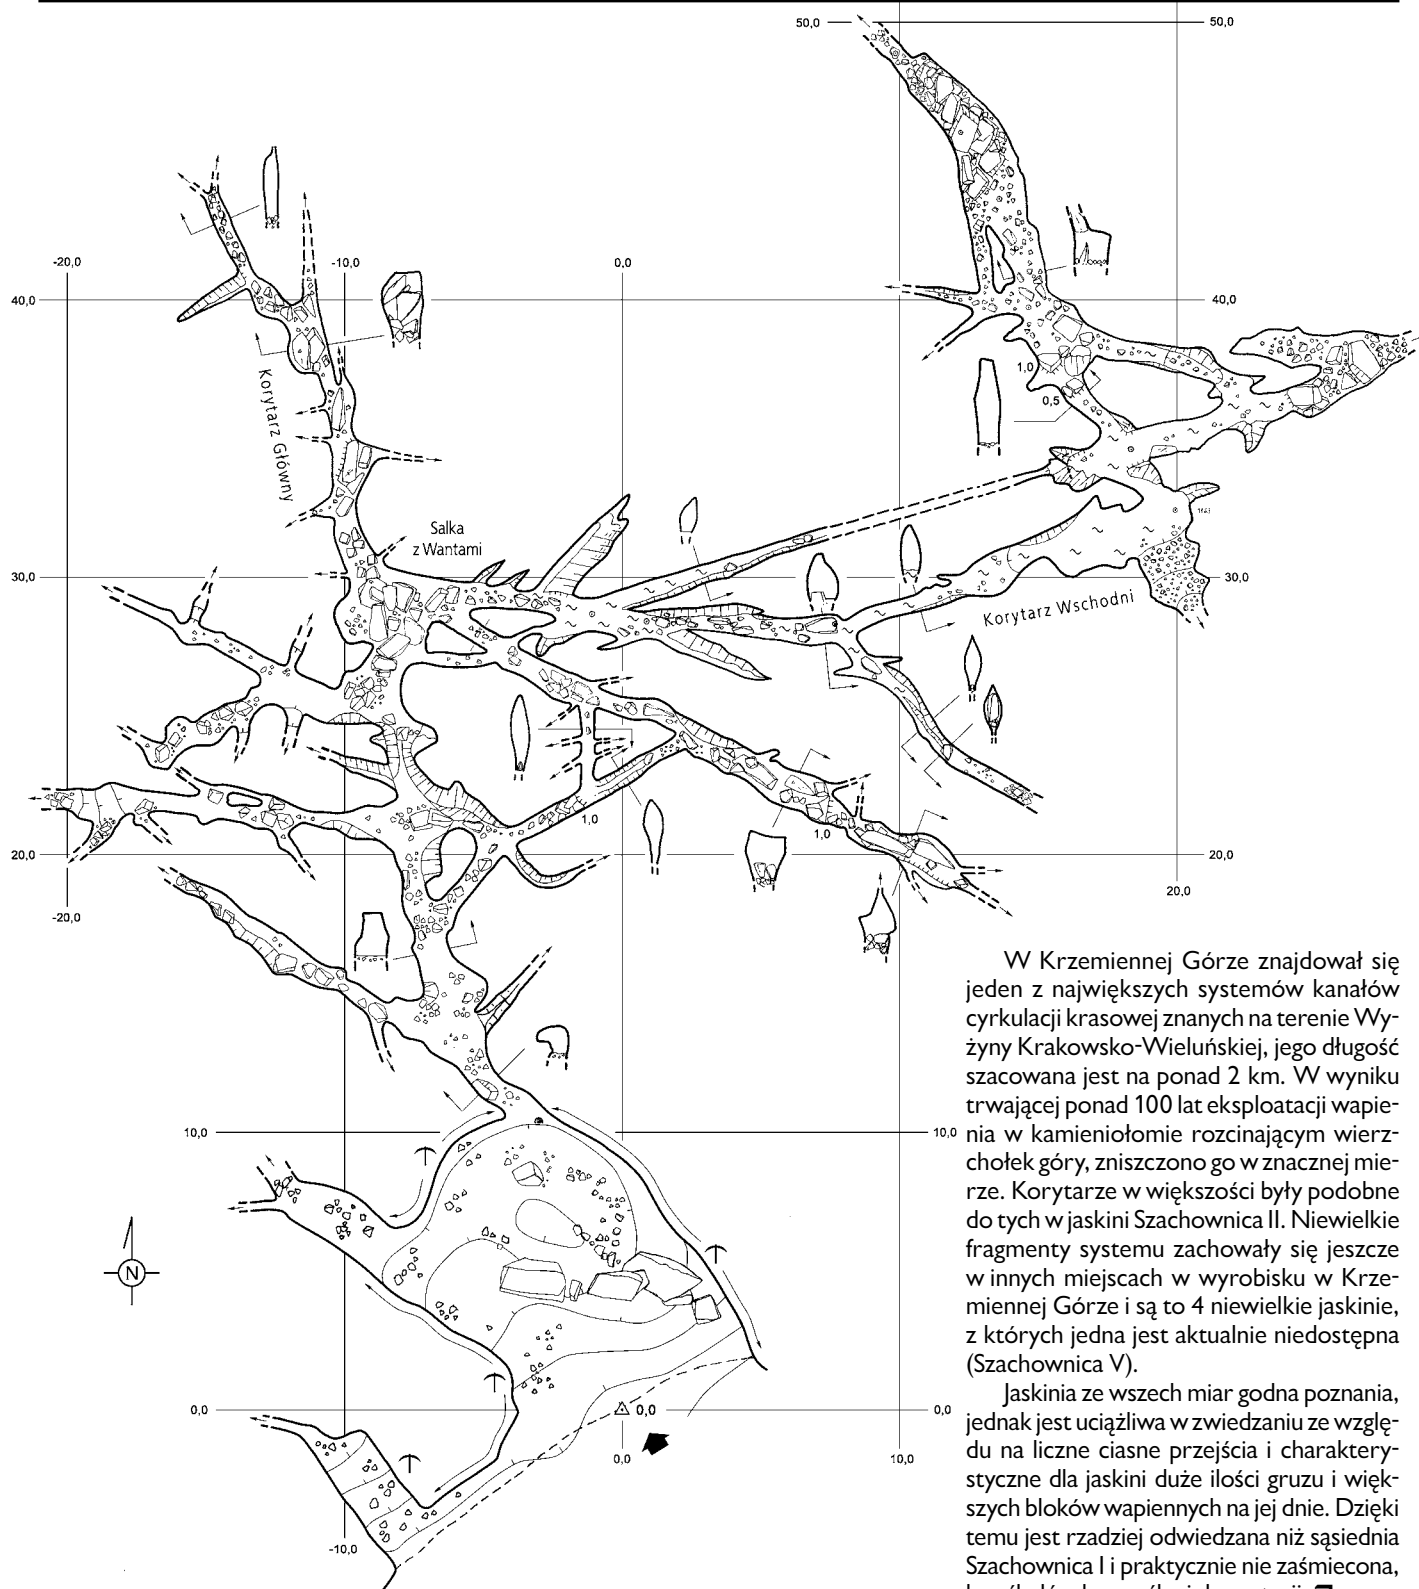 50,0
50,0
-20,0
-10,0
0,0
40,0
40,0
1,0
0,5
Korytarz Główny
Salka
z Wantami
30,0
30,0
Korytarz Wschodni
1,0
1,0
20,0
20,0
-20,0
20,0
10,0
10,0
N
0,0
0,0
0,0
0,0
10,0
-10,0
W Krzemiennej Górze znajdował się
jeden z największych systemów kanałów
cyrkulacji krasowej znanych na terenie Wy-
żyny Krakowsko-Wieluńskiej, jego długość
szacowana jest na ponad 2 km. W wyniku
trwającej ponad 100 lat eksploatacji wapie-
nia w kamieniołomie rozcinającym wierz-
chołek góry, zniszczono go w znacznej mie-
rze. Korytarze w większości były podobne
do tych w jaskini Szachownica II. Niewielkie
fragmenty systemu zachowały się jeszcze
w innych miejscach w wyrobisku w Krze-
miennej Górze i są to 4 niewielkie jaskinie,
z których jedna jest aktualnie niedostępna
(Szachownica V).
Jaskinia ze wszech miar godna poznania,
jednak jest uciążliwa w zwiedzaniu ze wzglę-
du na liczne ciasne przejścia i charaktery-
styczne dla jaskini duże ilości gruzu i więk-
szych bloków wapiennych na jej dnie. Dzięki
temu jest rzadziej odwiedzana niż sąsiednia
Szachownica I i praktycznie nie zaśmiecona,